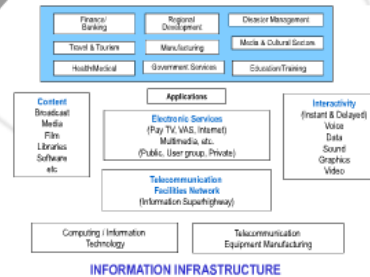 Finance/
Banking
Regional
Development
Disaster Management
Travel & Tourism
Manufacturing
Media & Cultural Sectors
Health/Medical
Government Services
Education/Training
Applications
Content
Broadcast
Media
Film
Libraries
Software
etc
Electronic Services
(Pay TV, VAS, Internet)
Multimedia, etc.
(Public, User group, Private)
Interactivity
(Instant & Delayed)
Voice
Data
Sound
Graphics
Video
Telecommunication
Facilities Network
(Information Superhighway)
Computing / Information
Technology
Telecommunication
Equipment Manufacturing
INFORMATION INFRASTRUCTURE